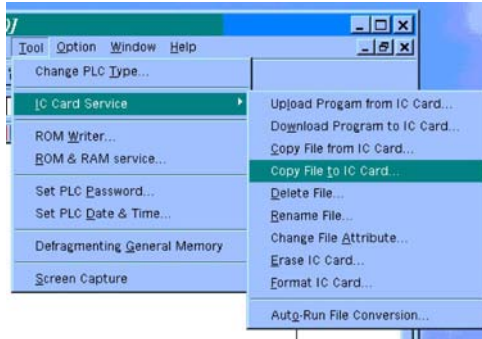 Tool Option Window Help
Change PLC Type...
IC Card Service
ROM Writer...
ROM & RAM service...
Set PLC Password...
Set PLC Date & Time...
Defragmenting General Memory
Screen Capture
Upload Progam from IC Card...
Download Program to IC Card...
Copy File from IC Card...
Copy File to IC Card...
Delete File...
Rename File...
Change File Attribute...
Erase IC Card...
Format IC Card...
Auto-Run File Conversion...